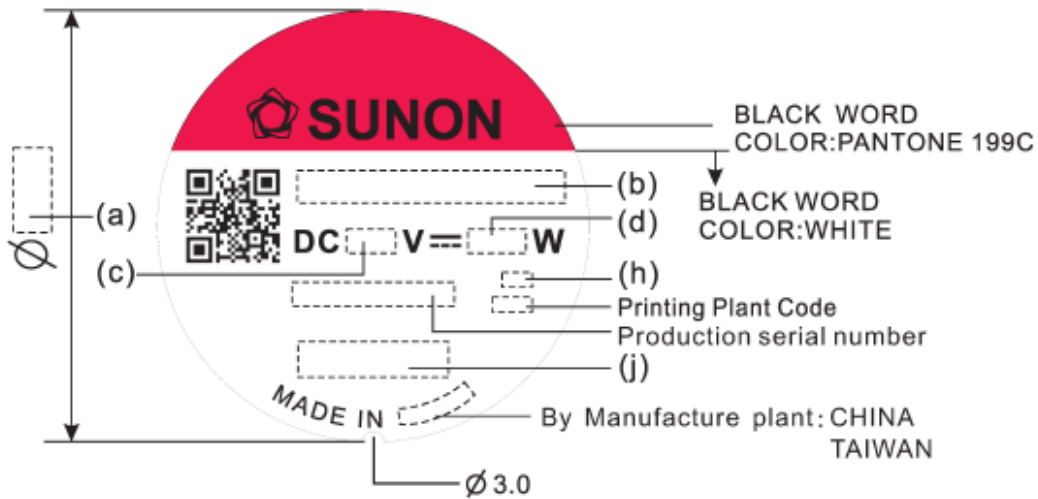 SUNON
BLACK WORD
COLOR:PANTONE 199C
(b)
BLACK WORD
COLOR:WHITE
(a)
(d)
DC V W
Ø
(c)
(h)
Printing Plant Code
Production serial number
(j)
MADE IN
By Manufacture plant: CHINA
TAIWAN
Ø 3.0